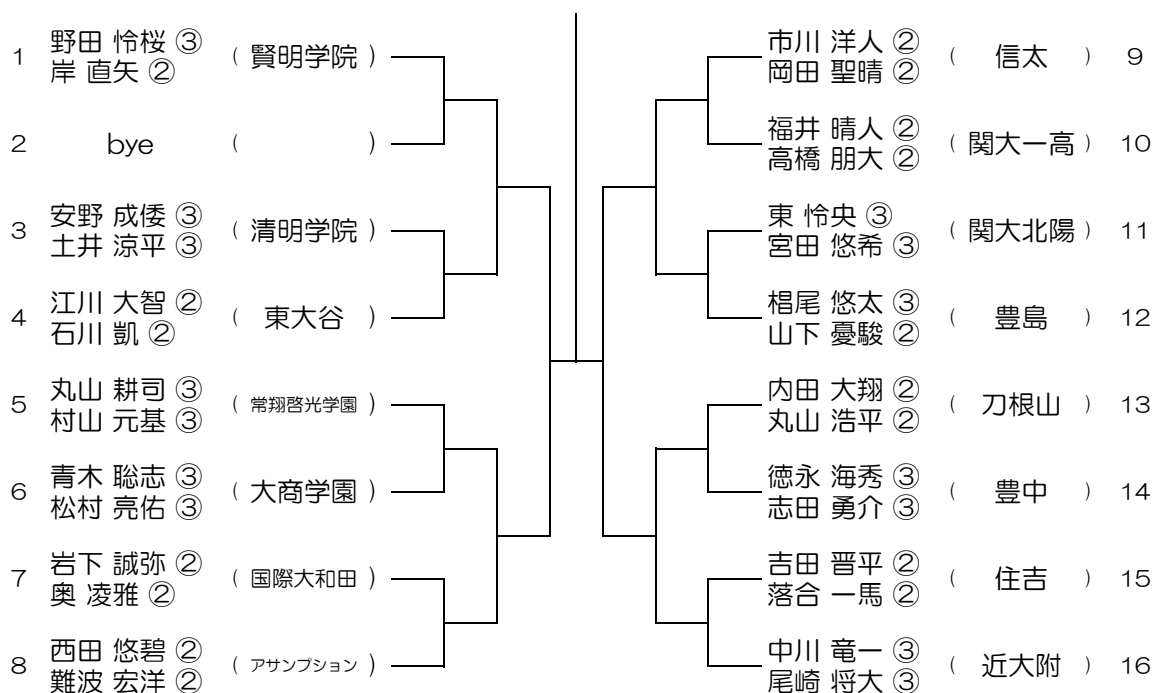 1 野田 怜桜 ③ ( 賢明学院 )
岸 直矢 ②
2 bye ( )
3 安野 成倭 ③ ( 清明学院 )
土井 涼平 ③
4 江川 大智 ② ( 東大谷 )
石川 凱 ②
5 丸山 耕司 ③ ( 常翔啓光学園 )
村山 元基 ③
6 青木 聡志 ③ ( 大商学園 )
松村 亮佑 ③
7 岩下 誠弥 ② ( 国際大和田 )
奥 凌雅 ②
8 西田 悠碧 ② ( アサンプション )
難波 宏洋 ②
市川 洋人 ② ( 信太 ) 9
岡田 聖晴 ②
福井 晴人 ② ( 関大一高 ) 10
高橋 朋大 ②
東 怜央 ③ ( 関大北陽 ) 11
宮田 悠希 ③
椙尾 悠太 ③ ( 豊島 ) 12
山下 憂駿 ②
内田 大翔 ② ( 刀根山 ) 13
丸山 浩平 ②
徳永 海秀 ③ ( 豊中 ) 14
志田 勇介 ③
吉田 晋平 ② ( 住吉 ) 15
落合 一馬 ②
中川 竜一 ③ ( 近大附 ) 16
尾崎 将大 ③